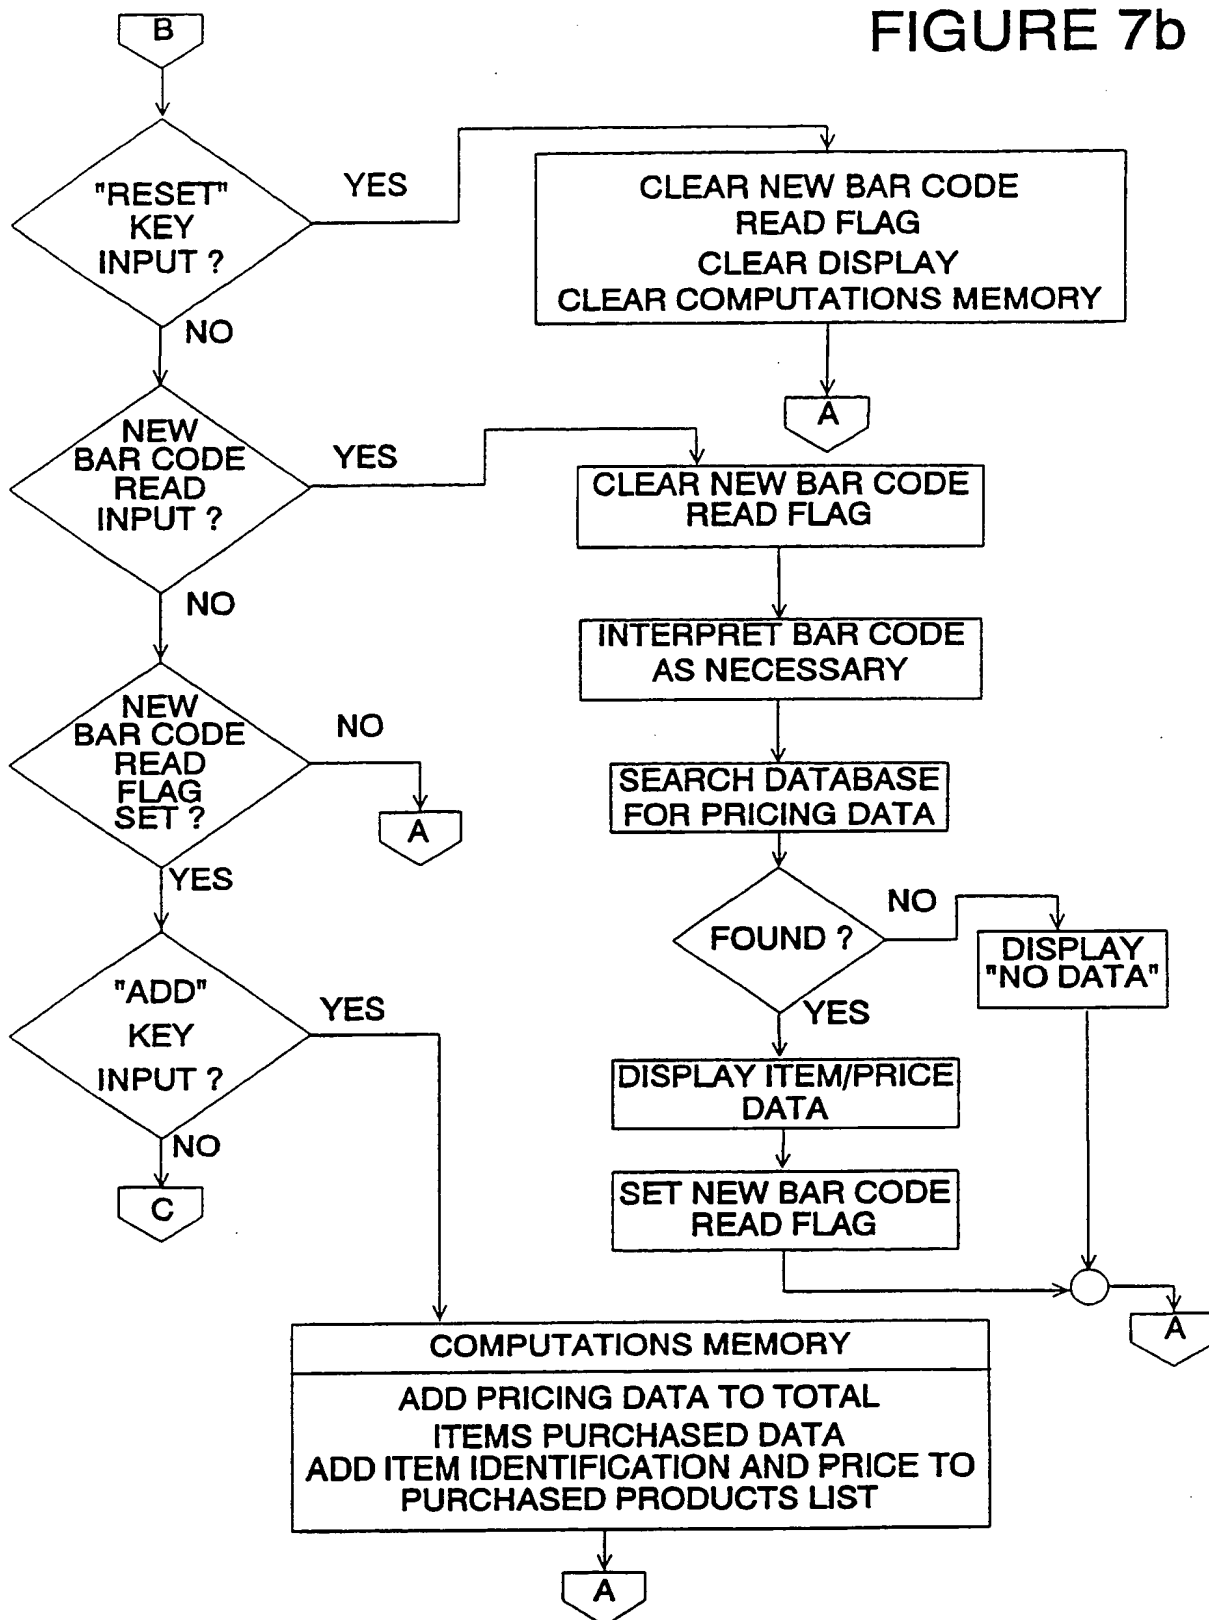 FIGURE 7b
B
"RESET"
KEY
INPUT ?
YES
NO
CLEAR NEW BAR CODE
READ FLAG
CLEAR DISPLAY
CLEAR COMPUTATIONS MEMORY
A
NEW
BAR CODE
READ
INPUT ?
YES
NO
CLEAR NEW BAR CODE
READ FLAG
INTERPRET BAR CODE
AS NECESSARY
SEARCH DATABASE
FOR PRICING DATA
FOUND ?
NO
DISPLAY
"NO DATA"
YES
DISPLAY ITEM/PRICE
DATA
SET NEW BAR CODE
READ FLAG
A
NEW
BAR CODE
READ
FLAG
SET ?
NO
A
YES
"ADD"
KEY
INPUT ?
YES
NO
C
COMPUTATIONS MEMORY
ADD PRICING DATA TO TOTAL
ITEMS PURCHASED DATA
ADD ITEM IDENTIFICATION AND PRICE TO
PURCHASED PRODUCTS LIST
A